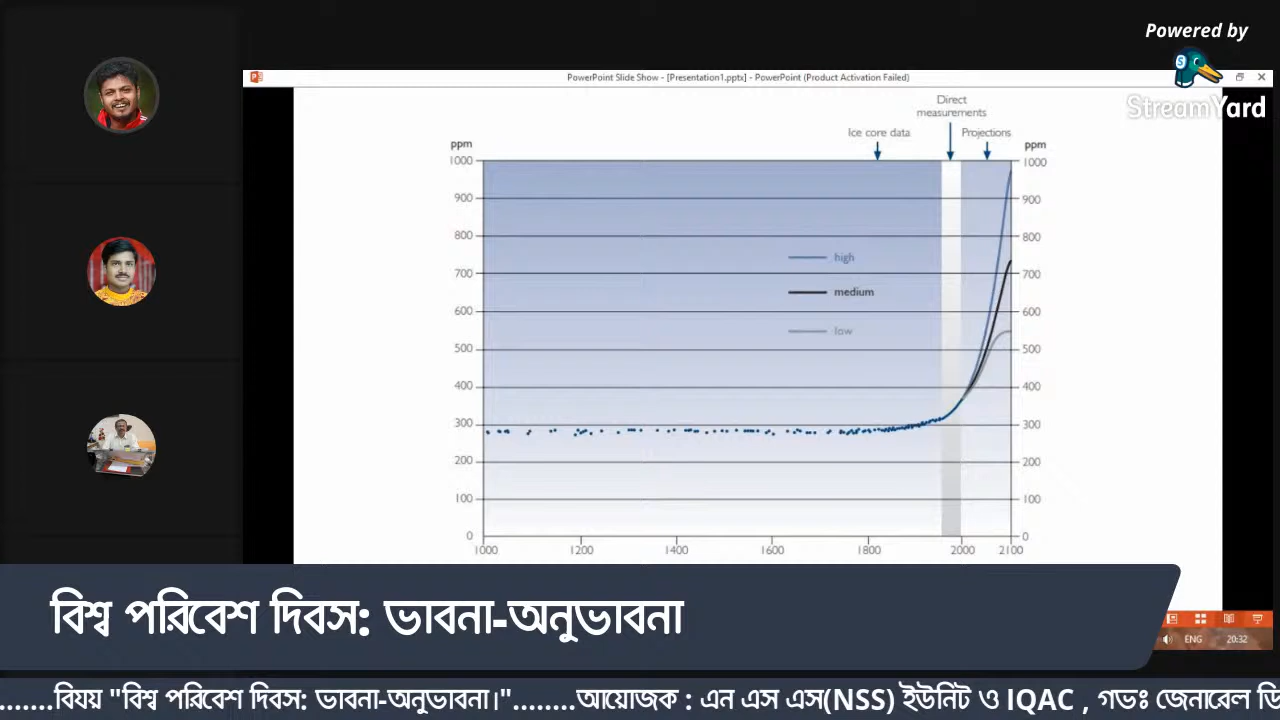 Powered by
StreamYard
PowerPoint Slide Show - [Presentation1.pptx] - PowerPoint (Product Activation Failed)
Direct
measurements
Ice core data
Projections
ppm
ppm
1000
1000
900
900
800
800
high
700
700
medium
600
600
low
500
500
400
400
300
300
200
200
100
100
0
0
1000 1200 1400 1600 1800 2000 2100
বিশ্ব পরিবেশ দিবস: ভাবনা-অনুভাবনা
ENG 20:32
.......বিষয় "বিশ্ব পরিবেশ দিবস: ভাবনা-অনুভাবনা।"........আয়োজক : এন এস এস(NSS) ইউনিট ও IQAC , গভঃ জেনারেল ডি